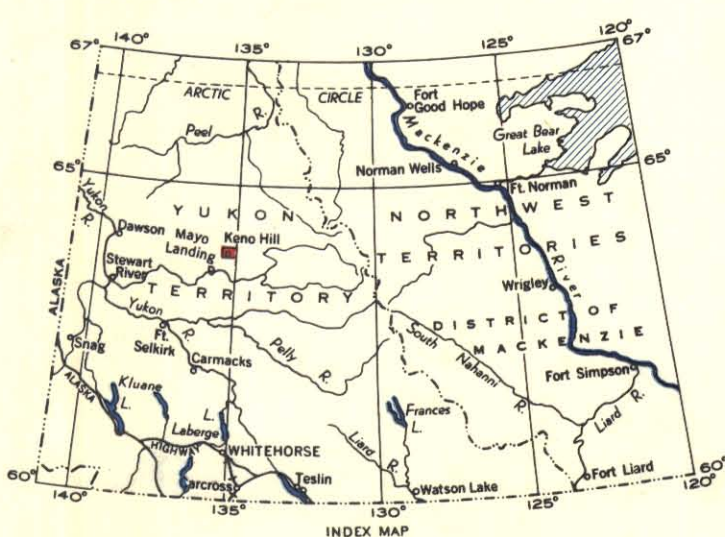 67° 140° 135° 130° 125° 120° 67°
ARCTIC CIRCLE
Fort Good Hope
Peel R.
Mackenzie
Great Bear Lake
65° 65°
Norman Wells
Ft. Norman
Yukon R.
YUKON NORTHWEST
Dawson Mayo Landing Keno Hill
TERRITORIES
Stewart River
TERRITORY
Wrigley River
ALASKA
Yukon R.
DISTRICT OF
MACKENZIE
Snag
Ft. Selkirk
Pelly R.
South Nahanni R.
Carmacks
Fort Simpson
ALASKA
Kluane L.
L. Laberge
Frances L.
Liard R.
HIGHWAY
WHITEHORSE
Liard R.
Teslin
Fort Liard
arcross
Watson Lake
60° 60°
140° 135° 130° 125° 120°
INDEX MAP